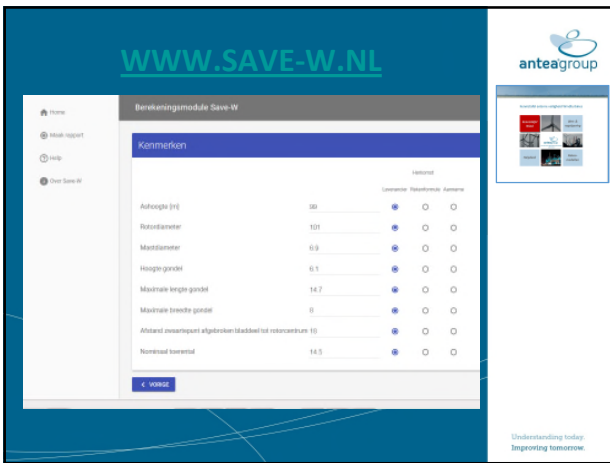 WWW.SAVE-W.NL
anteagroup
Home
Maak rapport
Help
Over Save-W
Berekeningsmodule Save-W
Kenmerken
Herkomst
Leverancier Rekenformule Aanname
Ashoogte (m) 99
Rotordiameter 101
Mastdiameter 6.9
Hoogte gondel 6.1
Maximale lengte gondel 14.7
Maximale breedte gondel 0
Afstand zwaartepunt afgebroken bladdeel tot rotorcentrum 16
Nominaal toerental 14.5
< VORIGE
Understanding today.
Improving tomorrow.